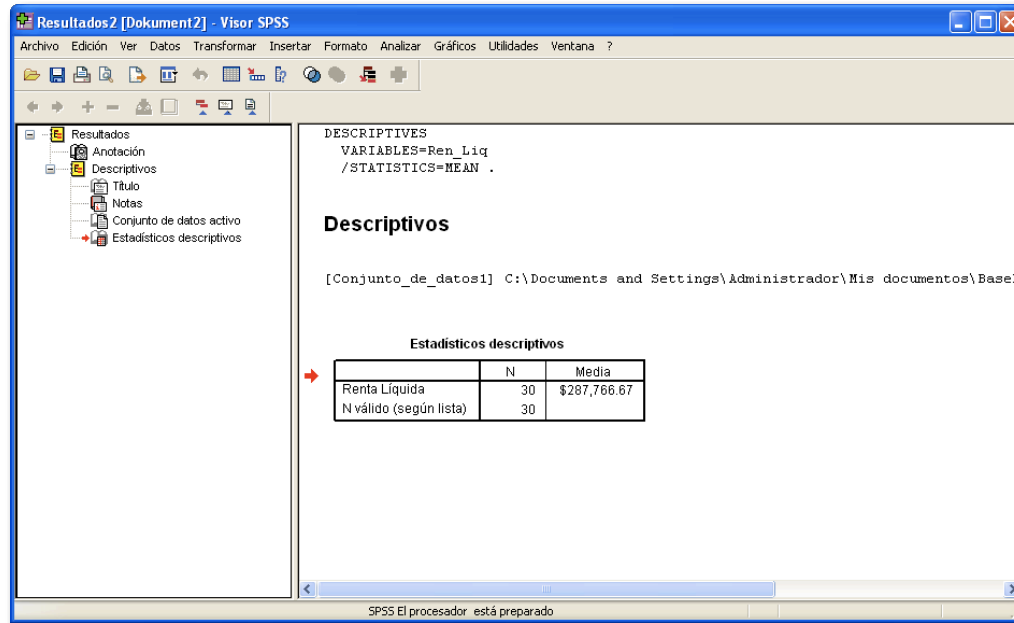 Resultados2 [Dokument2] - Visor SPSS
Archivo Edición Ver Datos Transformar Insertar Formato Analizar Gráficos Utilidades Ventana ?
Resultados
Anotación
Descriptivos
Título
Notas
Conjunto de datos activo
Estadísticos descriptivos
DESCRIPTIVES
VARIABLES=Ren_Liq
/STATISTICS=MEAN .
Descriptivos
[Conjunto_de_datos1] C:\Documents and Settings\Administrador\Mis documentos\Base
Estadísticos descriptivos
N Media
Renta Líquida 30 $287,766.67
N válido (según lista) 30
SPSS El procesador está preparado